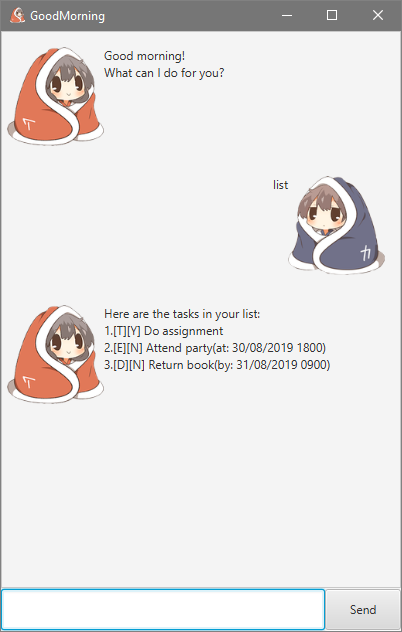 GoodMorning
Good morning!
What can I do for you?
list
Here are the tasks in your list:
1.[T][Y] Do assignment
2.[E][N] Attend party(at: 30/08/2019 1800)
3.[D][N] Return book(by: 31/08/2019 0900)
Send